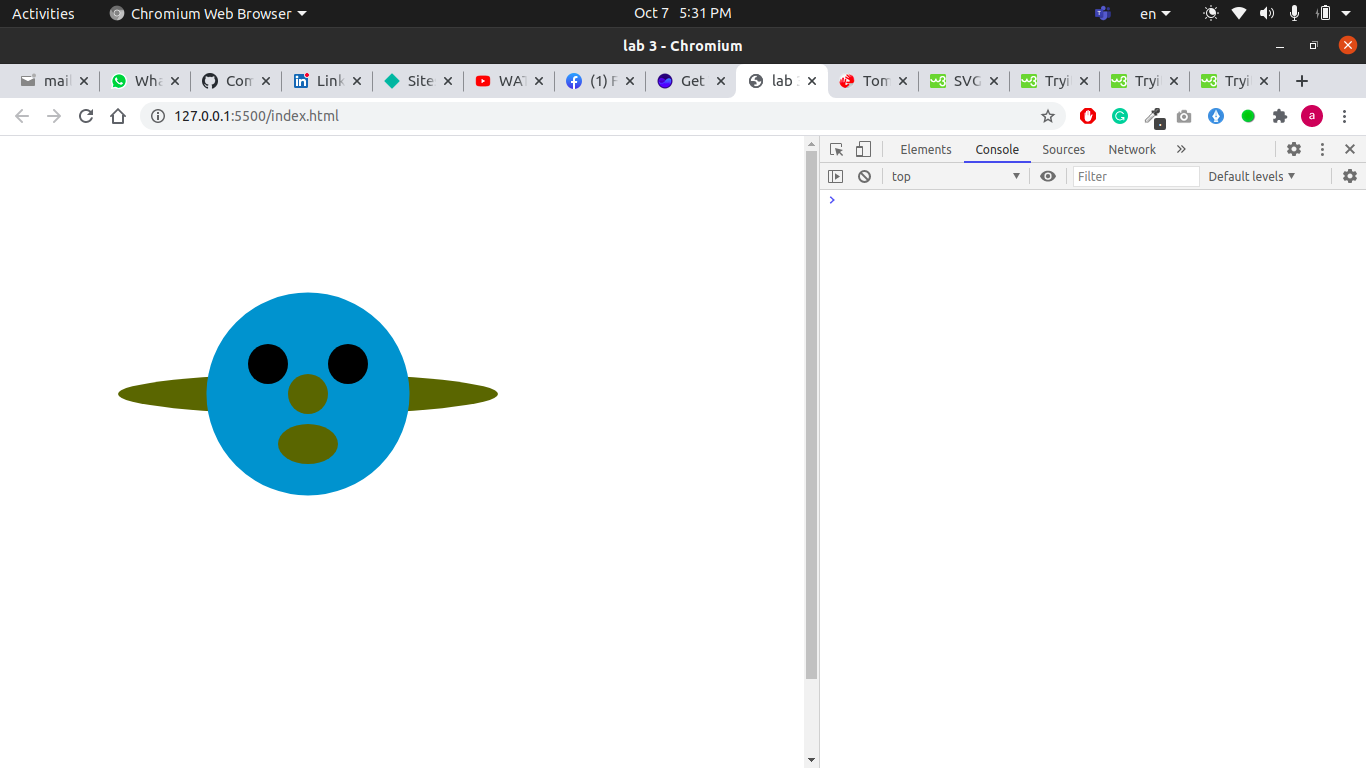 Activities Chromium Web Browser Oct 7 5:31 PM en
lab 3 - Chromium
mail Wha Com Link Site WAT (1) F Get lab Tom SVG Tryi Tryi Tryi
127.0.0.1:5500/index.html a
Elements Console Sources Network
top Filter Default levels